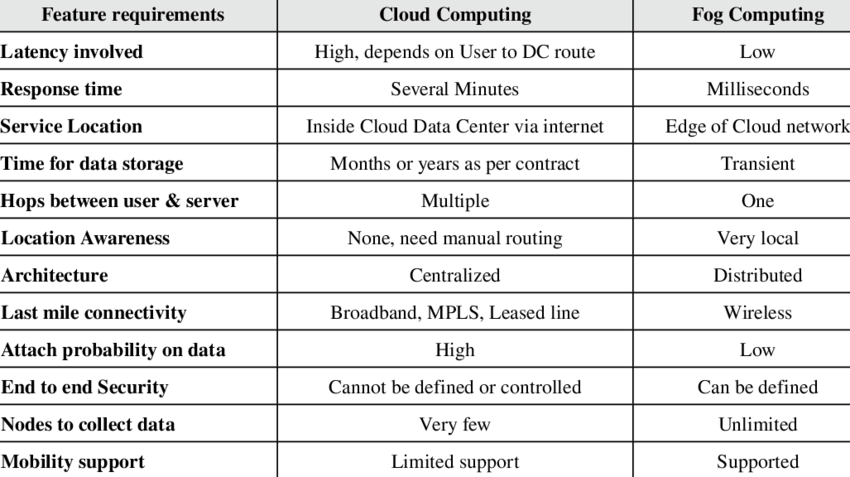 Feature requirements Cloud Computing Fog Computing
Latency involved High, depends on User to DC route Low
Response time Several Minutes Milliseconds
Service Location Inside Cloud Data Center via internet Edge of Cloud network
Time for data storage Months or years as per contract Transient
Hops between user & server Multiple One
Location Awareness None, need manual routing Very local
Architecture Centralized Distributed
Last mile connectivity Broadband, MPLS, Leased line Wireless
Attach probability on data High Low
End to end Security Cannot be defined or controlled Can be defined
Nodes to collect data Very few Unlimited
Mobility support Limited support Supported